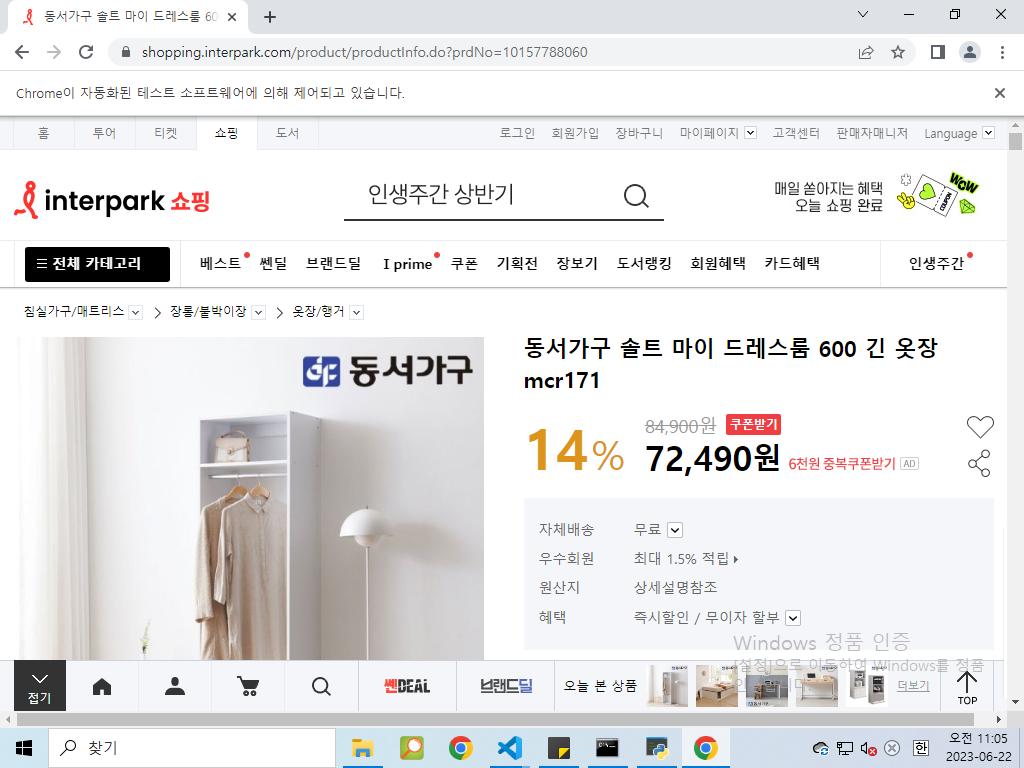 동서가구 솔트 마이 드레스룸 60
shopping.interpark.com/product/productInfo.do?prdNo=10157788060
Chrome이 자동화된 테스트 소프트웨어에 의해 제어되고 있습니다.
홈 투어 티켓 쇼핑 도서 로그인 회원가입 장바구니 마이페이지 고객센터 판매자매니저 Language
interpark 쇼핑 인생주간 상반기
매일 쏟아지는 혜택
오늘 쇼핑 완료
WOW
COUPON
전체 카테고리 베스트 쎈딜 브랜드딜 I prime 쿠폰 기획전 장보기 도서랭킹 회원혜택 카드혜택 인생주간
침실가구/매트리스 장롱/붙박이장 옷장/행거
동서가구
동서가구 솔트 마이 드레스룸 600 긴 옷장
mcr171
84,900원 쿠폰받기
14% 72,490원 6천원 중복쿠폰받기 AD
자체배송 무료
우수회원 최대 1.5% 적립
원산지 상세설명참조
혜택 즉시할인 / 무이자 할부
Windows 정품 인증
[설정]으로 이동하여 Windows를 정품
접기 쎈DEAL 브랜드딜 오늘 본 상품 더보기 TOP
찾기
한
오전 11:05
2023-06-22